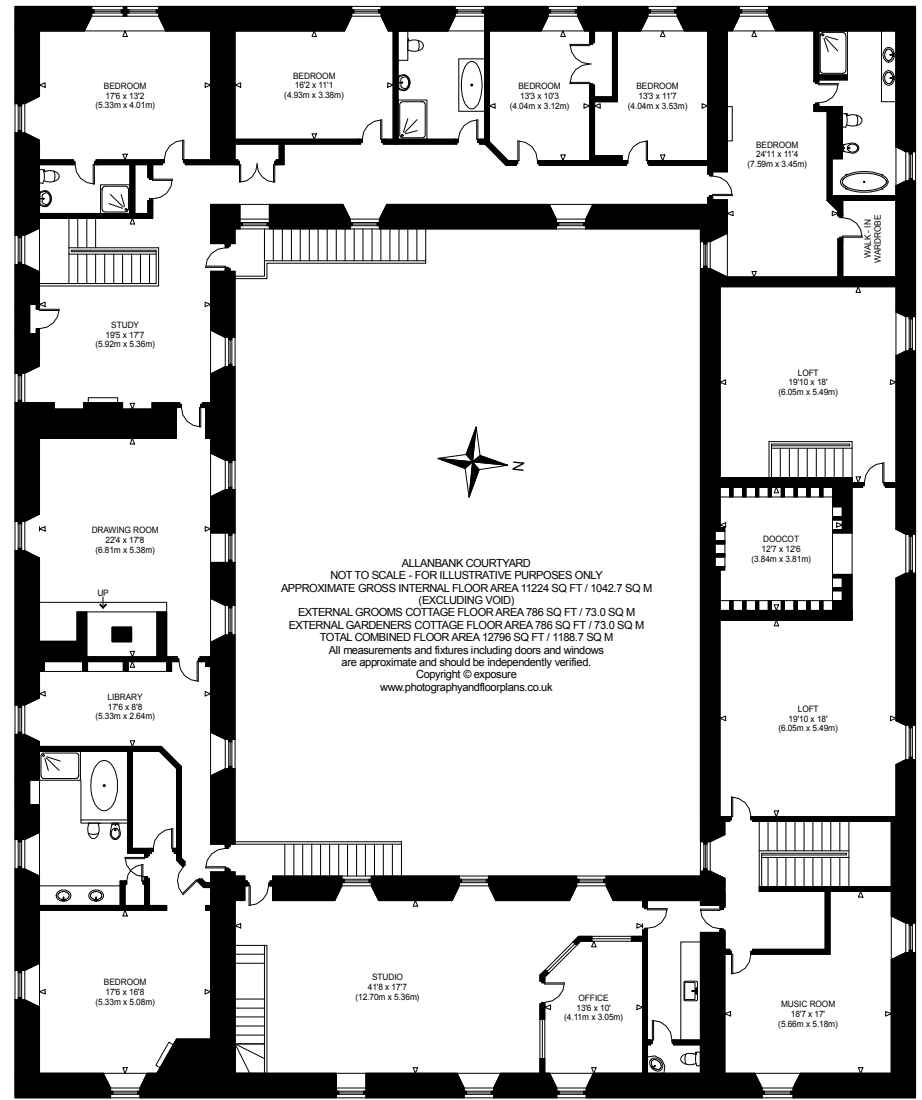 BEDROOM
17'6 x 13'2
(5.33m x 4.01m)
BEDROOM
16'2 x 11'1
(4.93m x 3.38m)
BEDROOM
13'3 x 10'3
(4.04m x 3.12m)
BEDROOM
13'3 x 11'7
(4.04m x 3.53m)
BEDROOM
24'11 x 11'4
(7.59m x 3.45m)
WALK - IN
WARDROBE
STUDY
19'5 x 17'7
(5.92m x 5.36m)
LOFT
19'10 x 18'
(6.05m x 5.49m)
N
DRAWING ROOM
22'4 x 17'8
(6.81m x 5.38m)
UP
DOOCOT
12'7 x 12'6
(3.84m x 3.81m)
ALLANBANK COURTYARD
NOT TO SCALE - FOR ILLUSTRATIVE PURPOSES ONLY
APPROXIMATE GROSS INTERNAL FLOOR AREA 11224 SQ FT / 1042.7 SQ M
(EXCLUDING VOID)
EXTERNAL GROOMS COTTAGE FLOOR AREA 786 SQ FT / 73.0 SQ M
EXTERNAL GARDENERS COTTAGE FLOOR AREA 786 SQ FT / 73.0 SQ M
TOTAL COMBINED FLOOR AREA 12796 SQ FT / 1188.7 SQ M
All measurements and fixtures including doors and windows
are approximate and should be independently verified.
Copyright © exposure
www.photographyandfloorplans.co.uk
LIBRARY
17'6 x 8'8
(5.33m x 2.64m)
LOFT
19'10 x 18'
(6.05m x 5.49m)
BEDROOM
17'6 x 16'8
(5.33m x 5.08m)
STUDIO
41'8 x 17'7
(12.70m x 5.36m)
OFFICE
13'6 x 10'
(4.11m x 3.05m)
MUSIC ROOM
18'7 x 17'
(5.66m x 5.18m)